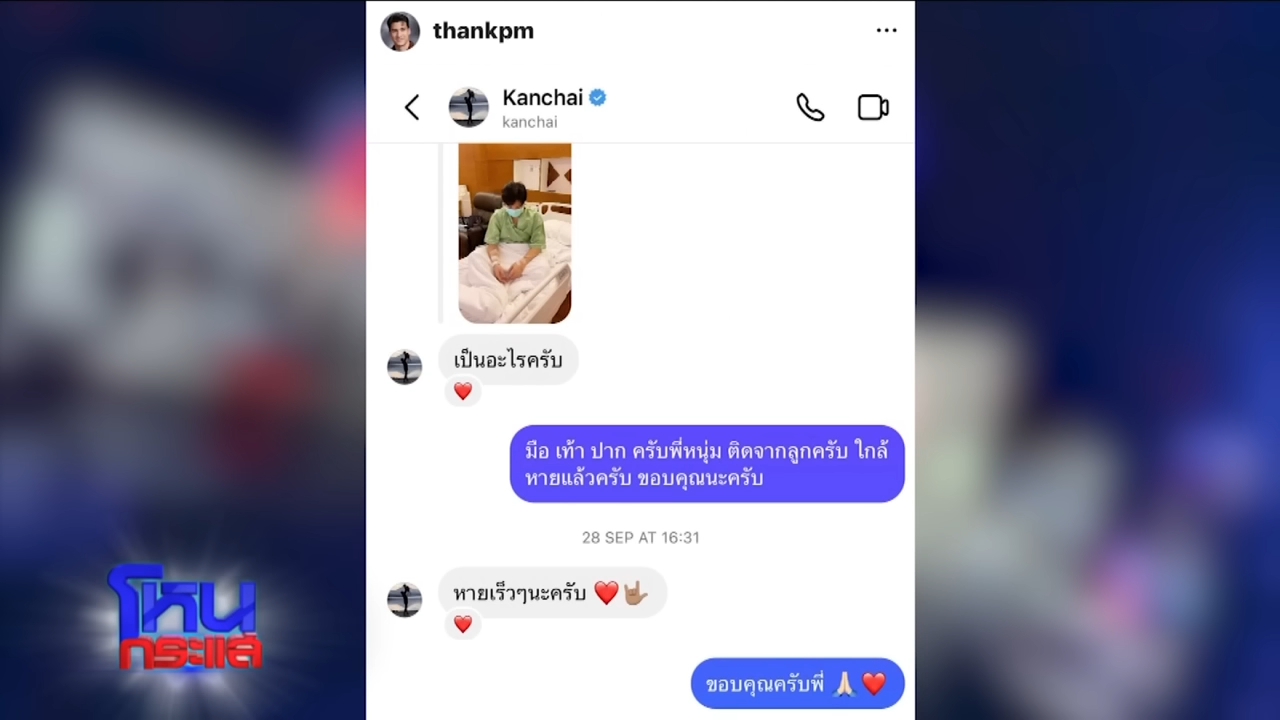 thankpm
Kanchai
kanchai
เป็นอะไรครับ
มือ เท้า ปาก ครับพี่หนุ่ม ติดจากลูกครับ ใกล้
หายแล้วครับ ขอบคุณนะครับ
28 SEP AT 16:31
หายเร็วๆนะครับ ❤️🤟🏽
ขอบคุณครับพี่ 🙏🏻❤️
โหน
กระแส